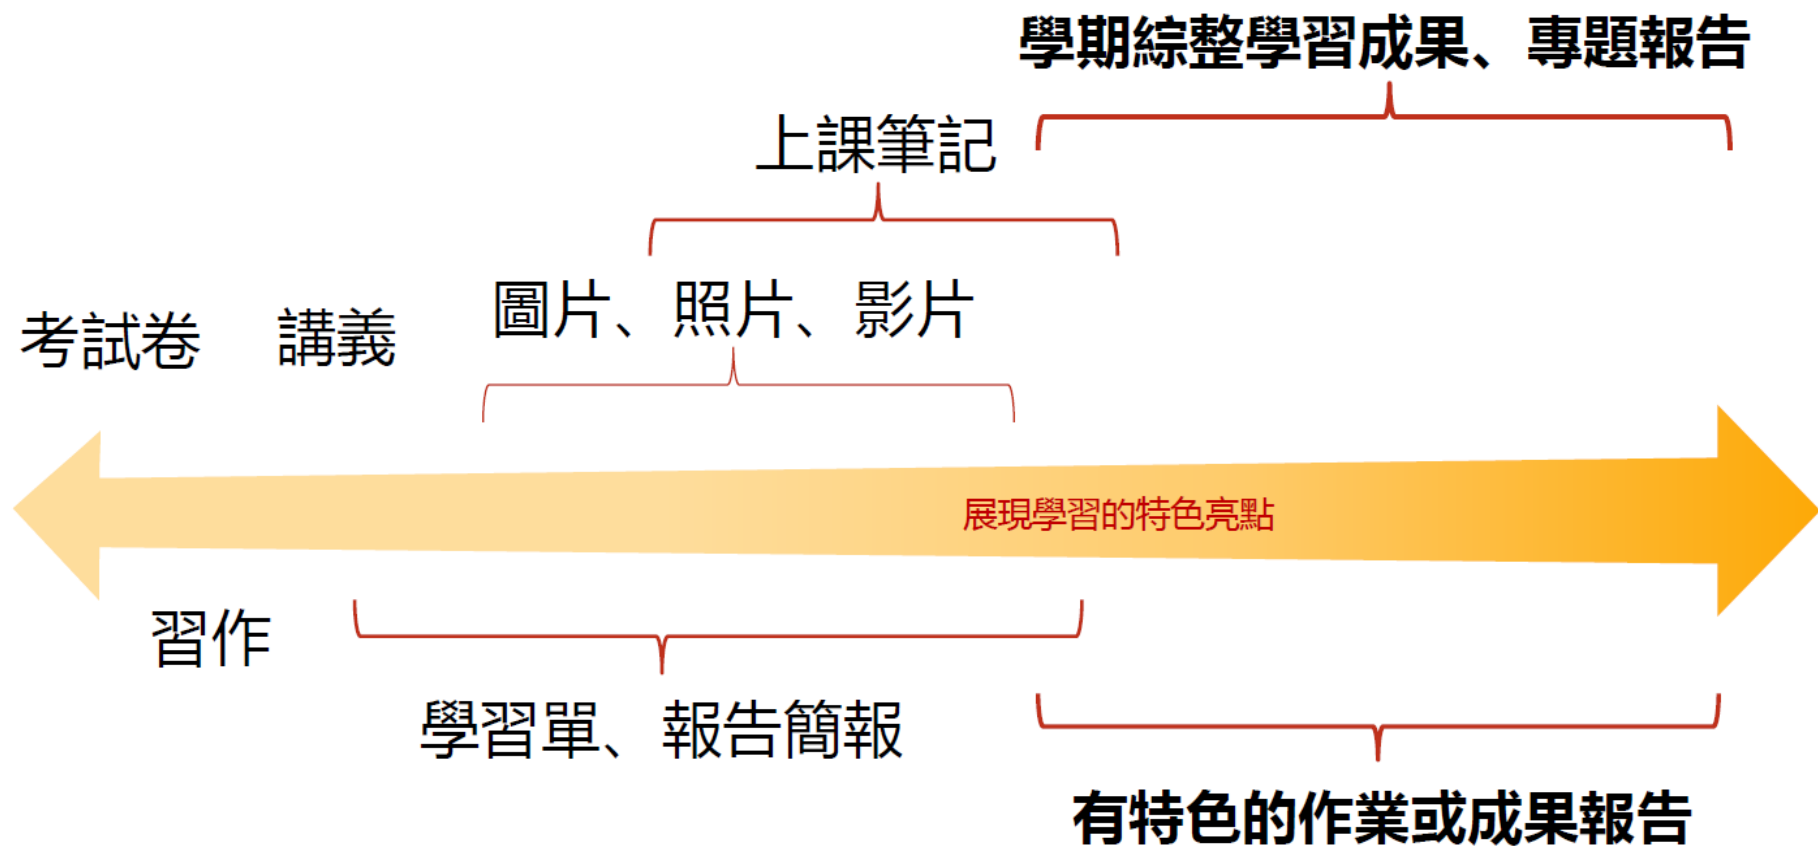 學期綜整學習成果、專題報告
上課筆記
圖片、照片、影片
考試卷
講義
展現學習的特色亮點
習作
學習單、報告簡報
有特色的作業或成果報告